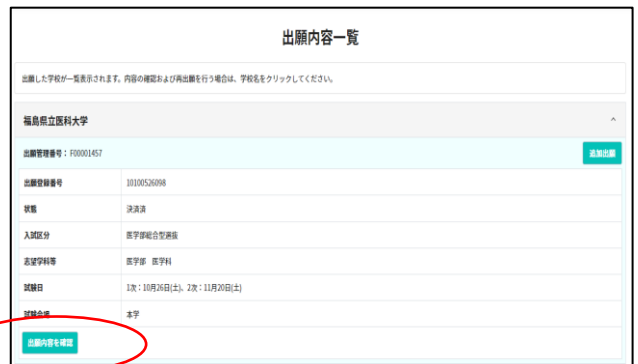 出願内容一覧
出願した学校が一覧表示されます。内容の確認および再出願を行う場合は、学校名をクリックしてください。
福島県立医科大学
出願管理番号：F00001457
追加出願
出願登録番号 10100526098
状態 決済済
入試区分 医学部総合型選抜
志望学科等 医学部 医学科
試験日 1次：10月26日(土)、2次：11月20日(土)
試験会場 本学
出願内容を確認